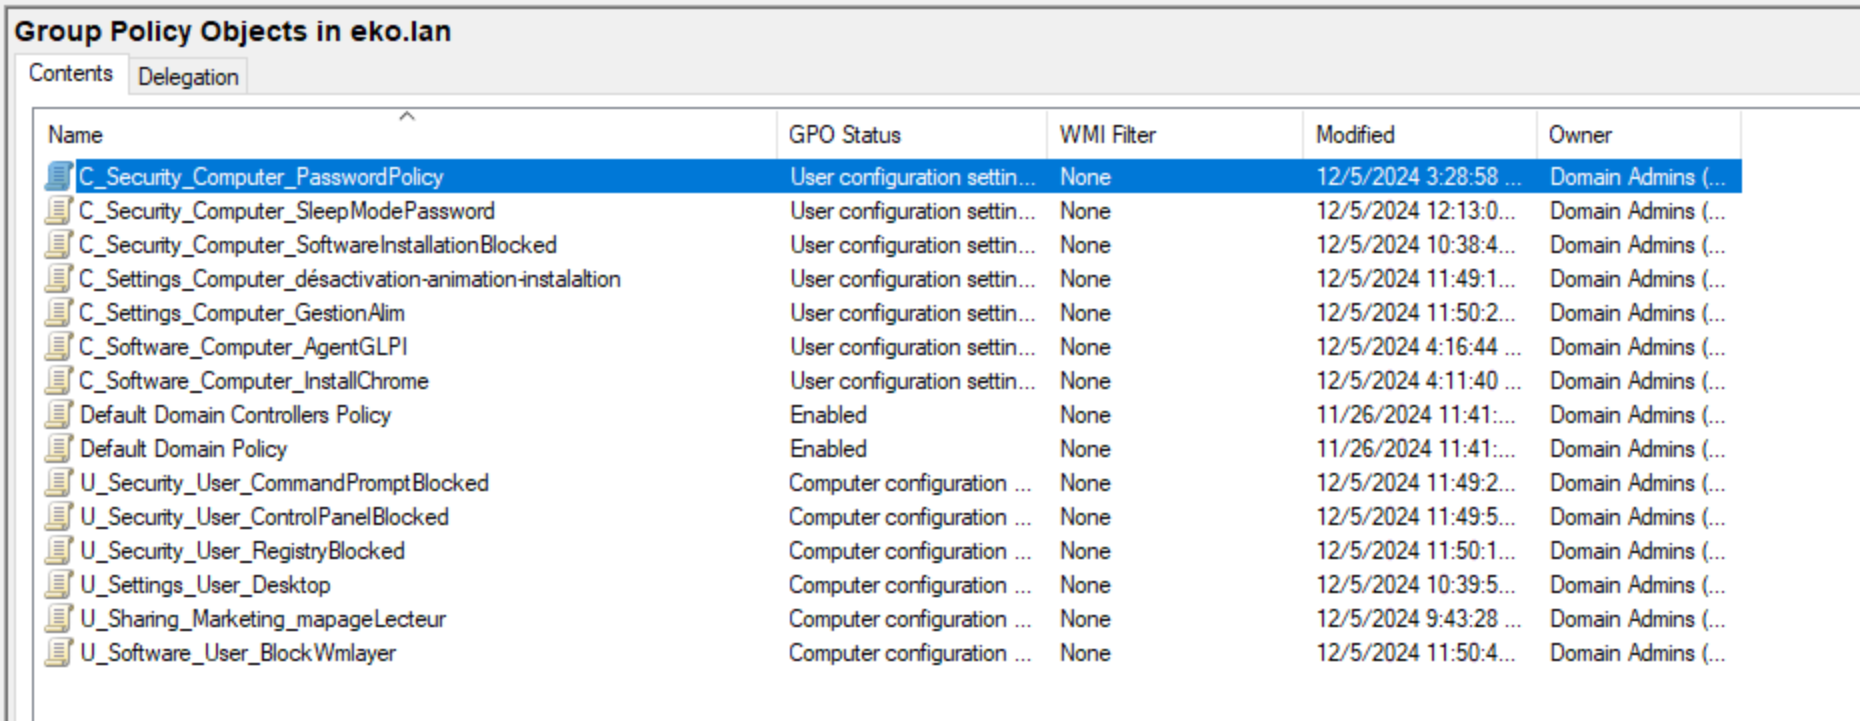 Group Policy Objects in eko.lan
Contents Delegation
Name GPO Status WMI Filter Modified Owner
C_Security_Computer_PasswordPolicy User configuration settin... None 12/5/2024 3:28:58 ... Domain Admins (...
C_Security_Computer_SleepModePassword User configuration settin... None 12/5/2024 12:13:0... Domain Admins (...
C_Security_Computer_SoftwareInstallationBlocked User configuration settin... None 12/5/2024 10:38:4... Domain Admins (...
C_Settings_Computer_désactivation-animation-instalaltion User configuration settin... None 12/5/2024 11:49:1... Domain Admins (...
C_Settings_Computer_GestionAlim User configuration settin... None 12/5/2024 11:50:2... Domain Admins (...
C_Software_Computer_AgentGLPI User configuration settin... None 12/5/2024 4:16:44 ... Domain Admins (...
C_Software_Computer_InstallChrome User configuration settin... None 12/5/2024 4:11:40 ... Domain Admins (...
Default Domain Controllers Policy Enabled None 11/26/2024 11:41:... Domain Admins (...
Default Domain Policy Enabled None 11/26/2024 11:41:... Domain Admins (...
U_Security_User_CommandPromptBlocked Computer configuration ... None 12/5/2024 11:49:2... Domain Admins (...
U_Security_User_ControlPanelBlocked Computer configuration ... None 12/5/2024 11:49:5... Domain Admins (...
U_Security_User_RegistryBlocked Computer configuration ... None 12/5/2024 11:50:1... Domain Admins (...
U_Settings_User_Desktop Computer configuration ... None 12/5/2024 10:39:5... Domain Admins (...
U_Sharing_Marketing_mapageLecteur Computer configuration ... None 12/5/2024 9:43:28 ... Domain Admins (...
U_Software_User_BlockWmlayer Computer configuration ... None 12/5/2024 11:50:4... Domain Admins (...